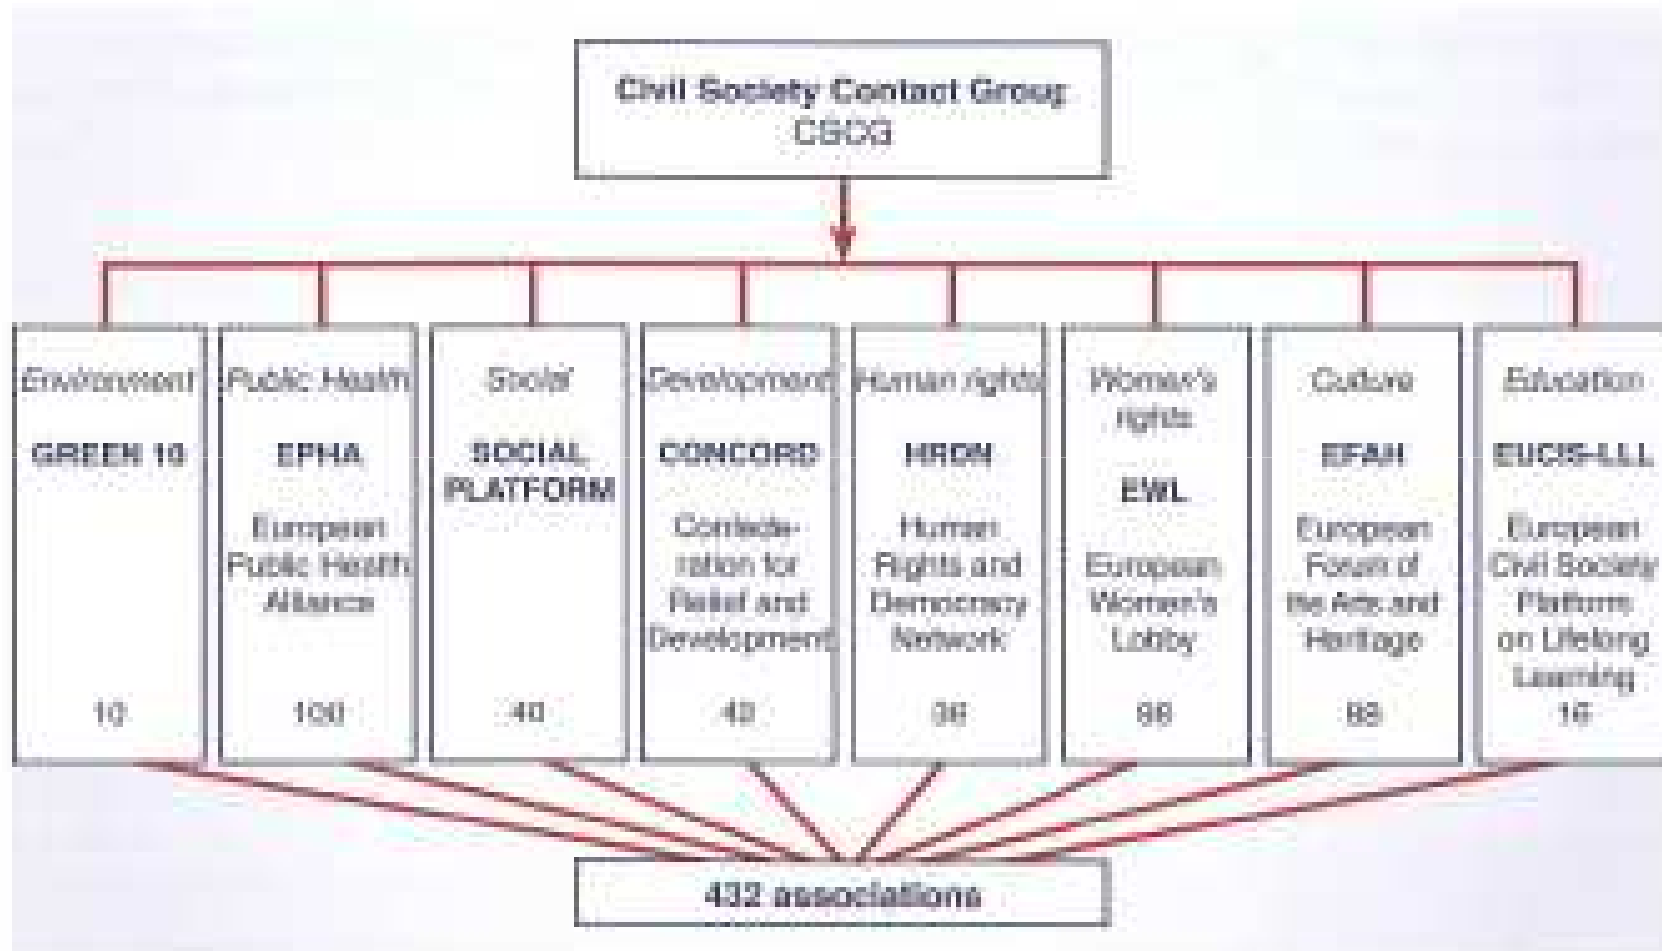 Civil Society Contact Group
CSCG
Environment
GREEN 10
10
Public Health
EPHA
European
Public Health
Alliance
100
Social
SOCIAL
PLATFORM
40
Development
CONCORD
Confede-
ration for
Relief and
Development
Human rights
HRDN
Human
Rights and
Democracy
Network
Women's
rights
EWL
European
Women's
Lobby
Culture
EFAH
European
Forum of
the Arts and
Heritage
Education
EUCIS-LLL
European
Civil Society
Platform
on Lifelong
Learning
16
432 associations